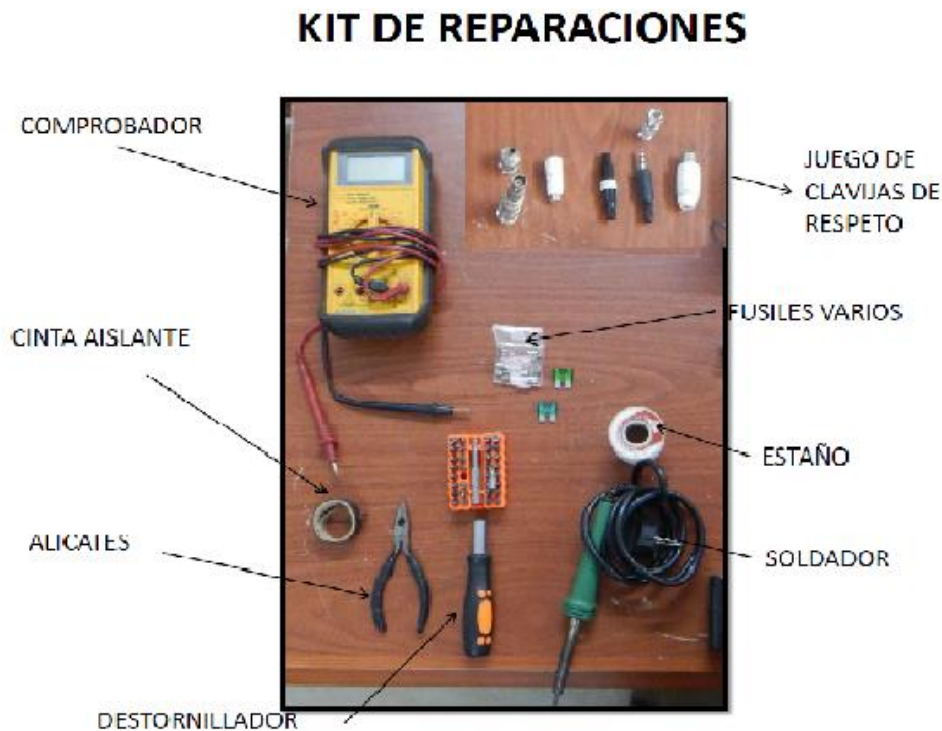 KIT DE REPARACIONES
COMPROBADOR
JUEGO DE
CLAVIJAS DE
RESPETO
FUSILES VARIOS
CINTA AISLANTE
ESTAÑO
ALICATES
SOLDADOR
DESTORNILLADOR